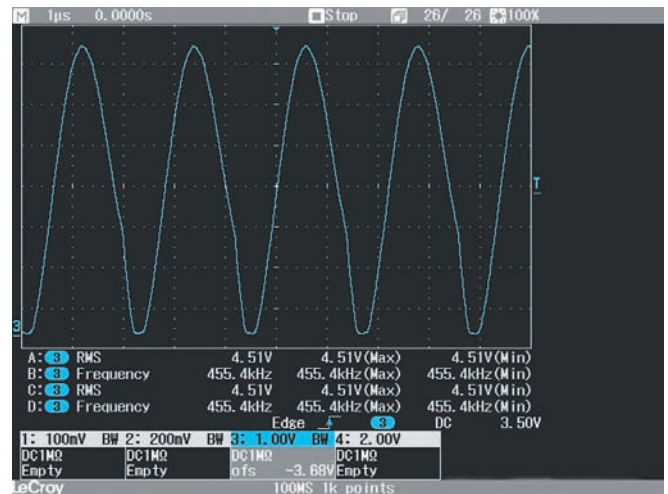 M 1µs 0.0000s Stop 26/ 26 100%
T
3
A: 3 RMS 4.51V 4.51V(Max) 4.51V(Min)
B: 3 Frequency 455.4kHz 455.4kHz(Max) 455.4kHz(Min)
C: 3 RMS 4.51V 4.51V(Max) 4.51V(Min)
D: 3 Frequency 455.4kHz 455.4kHz(Max) 455.4kHz(Min)
Edge 3 DC 3.50V
1: 100mV BW 2: 200mV BW 3: 1.00V BW 4: 2.00V
DC1MΩ DC1MΩ DC1MΩ DC1MΩ
Empty Empty ofs -3.68V Empty
LeCroy 100MS 1k points